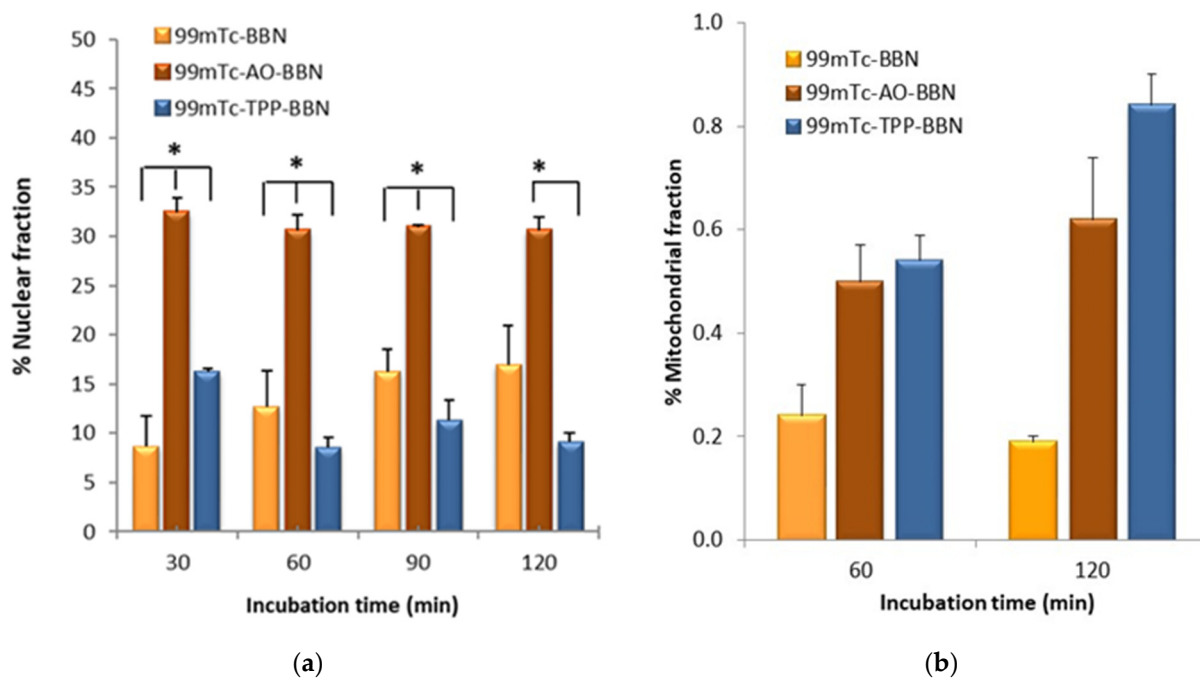 99mTc-BBN
99mTc-AO-BBN
99mTc-TPP-BBN
% Nuclear fraction
50
45
40
35
30
25
20
15
10
5
0
*
*
*
*
30 60 90 120
Incubation time (min)
(a)
99mTc-BBN
99mTc-AO-BBN
99mTc-TPP-BBN
% Mitochondrial fraction
1.0
0.8
0.6
0.4
0.2
0.0
60 120
Incubation time (min)
(b)